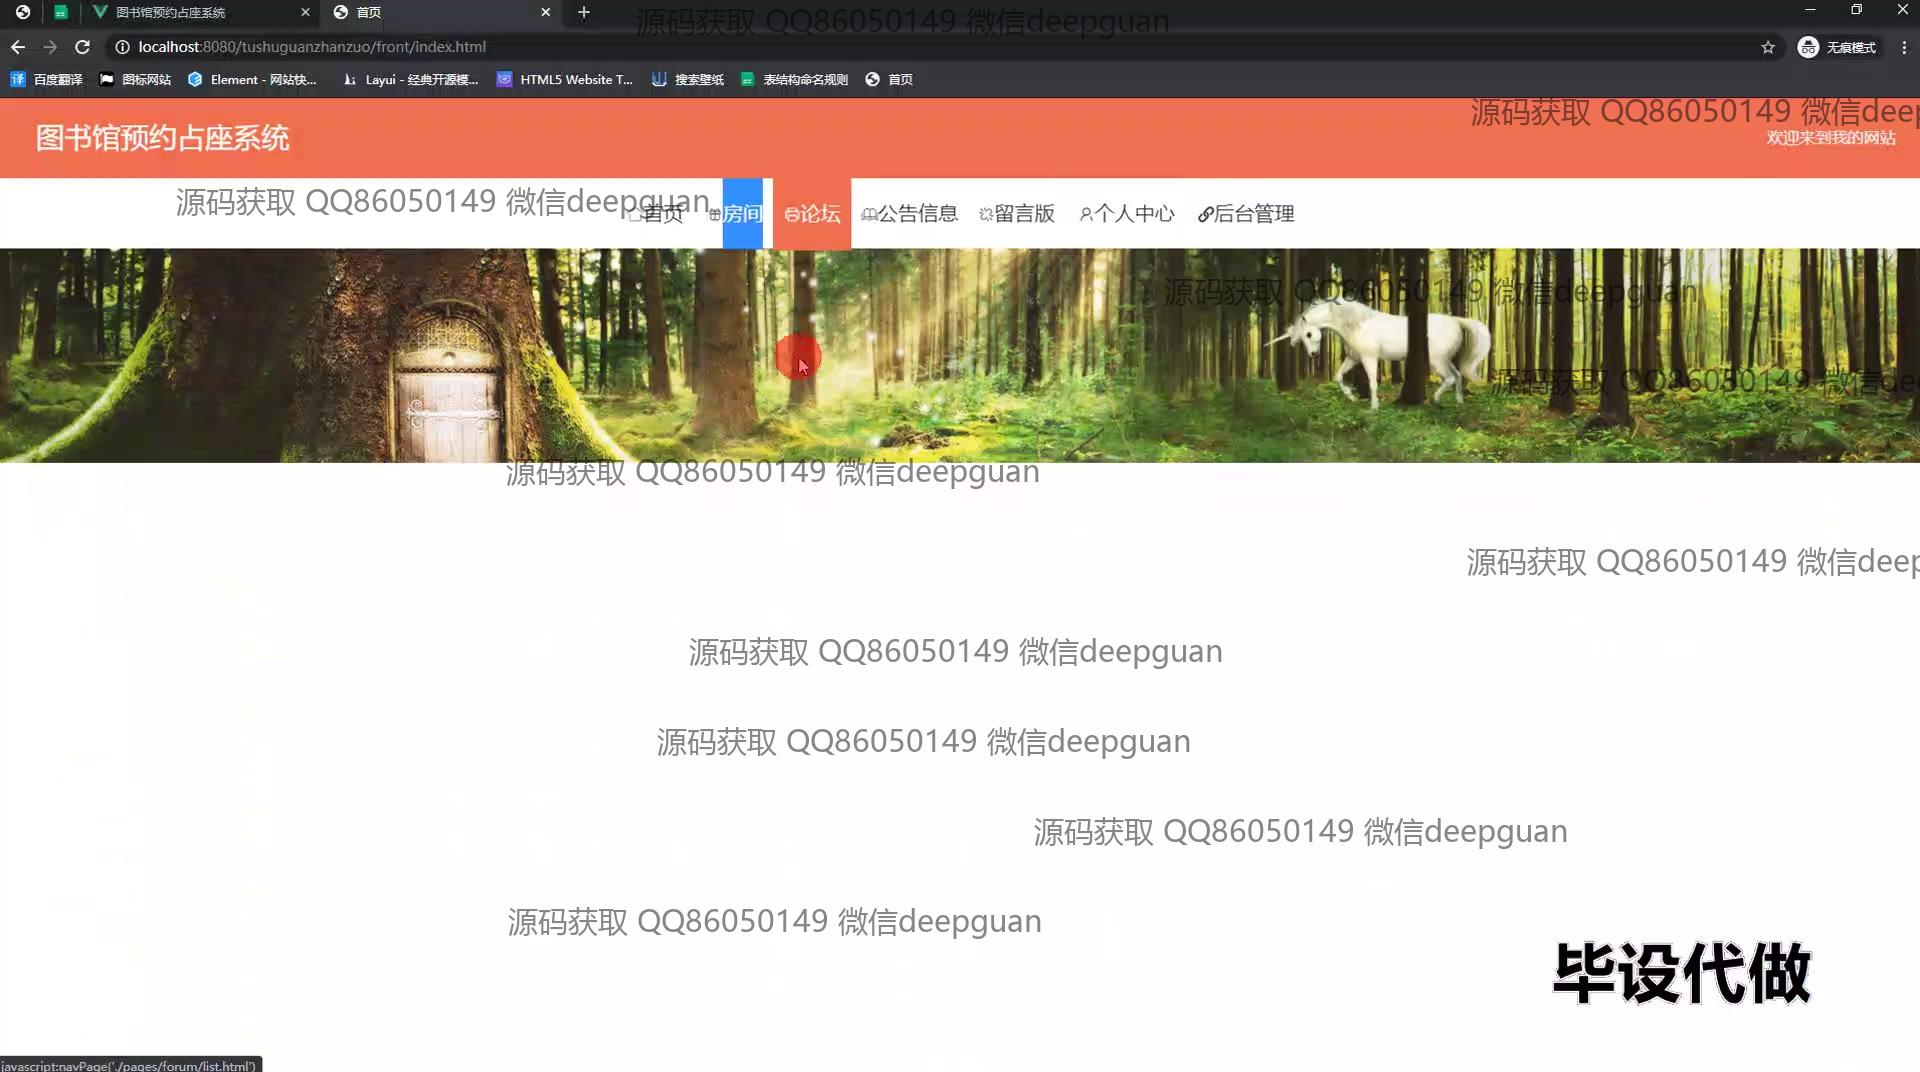 图书馆预约占座系统
首页
源码获取 QQ86050149 微信deepguan
localhost:8080/tushuguanzhanzuo/front/index.html
无痕模式
百度翻译
图标网站
Element - 网站快...
Layui - 经典开源模...
HTML5 Website T...
搜索壁纸
表结构命名规则
首页
源码获取 QQ86050149 微信deep
图书馆预约占座系统
欢迎来到我的网站
源码获取 QQ86050149 微信deepguan
首页
房间
论坛
公告信息
留言版
个人中心
后台管理
源码获取 QQ86050149 微信deepguan
源码获取 QQ86050149 微信de
源码获取 QQ86050149 微信deepguan
源码获取 QQ86050149 微信deep
源码获取 QQ86050149 微信deepguan
源码获取 QQ86050149 微信deepguan
源码获取 QQ86050149 微信deepguan
源码获取 QQ86050149 微信deepguan
毕设代做
javascript:navPage('./pages/forum/list.html')